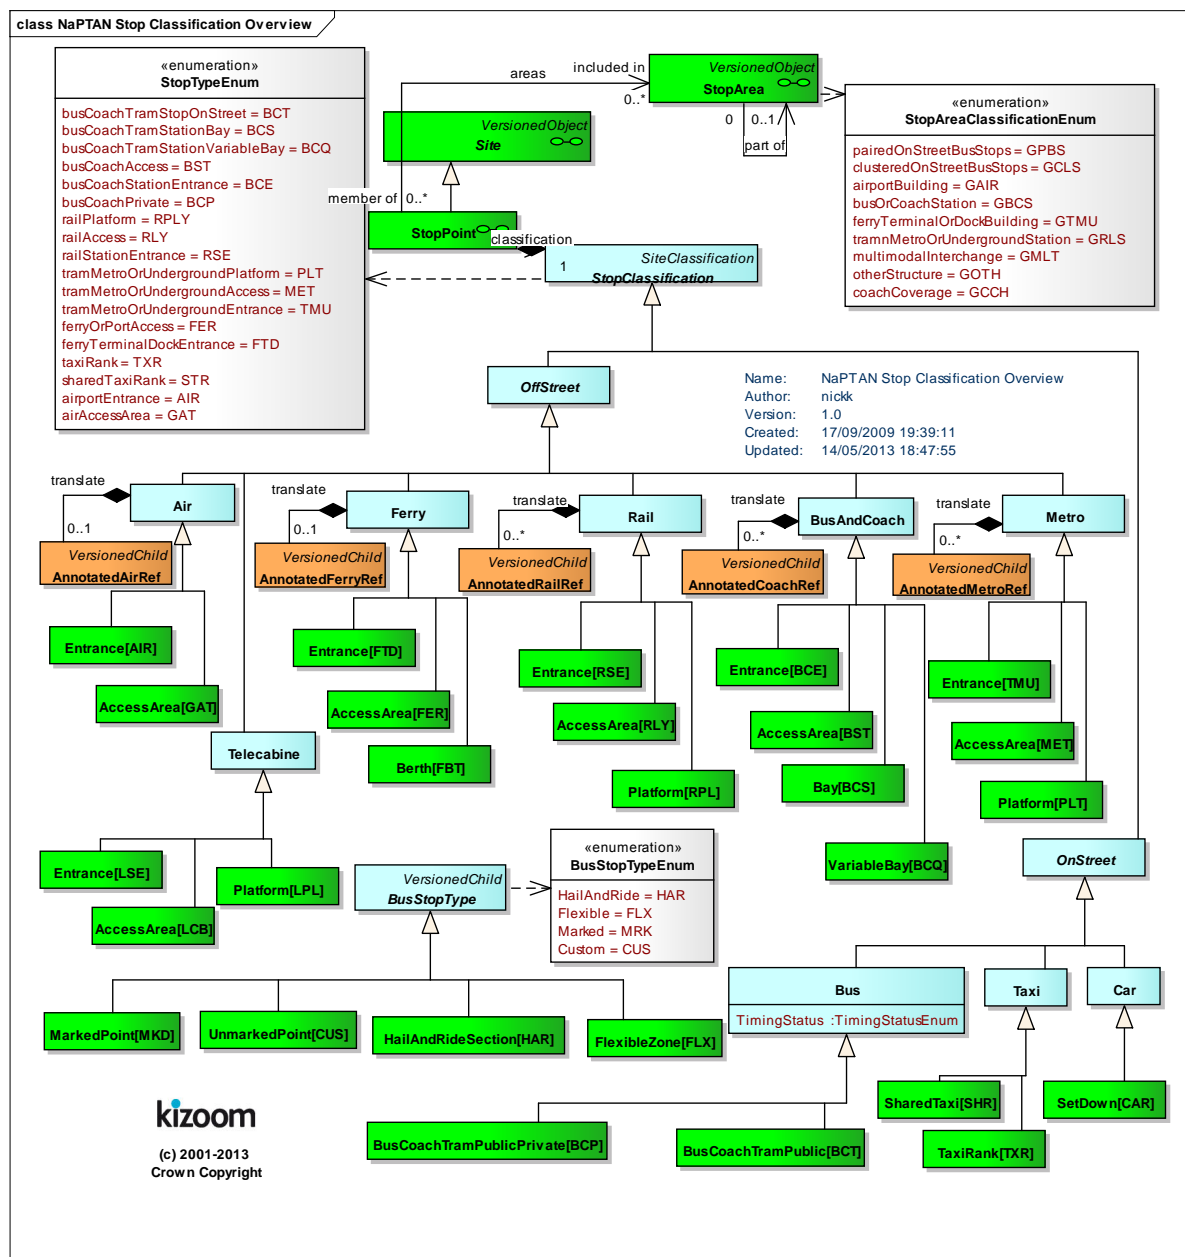 class NaPTAN Stop Classification Overview
«enumeration»
StopTypeEnum
busCoachTramStopOnStreet = BCT
busCoachTramStationBay = BCS
busCoachTramStationVariableBay = BCQ
busCoachAccess = BST
busCoachStationEntrance = BCE
busCoachPrivate = BCP
railPlatform = RPLY
railAccess = RLY
railStationEntrance = RSE
tramMetroOrUndergroundPlatform = PLT
tramMetroOrUndergroundAccess = MET
tramMetroOrUndergroundEntrance = TMU
ferryOrPortAccess = FER
ferryTerminalDockEntrance = FTD
taxiRank = TXR
sharedTaxiRank = STR
airportEntrance = AIR
airAccessArea = GAT
areas
included in
0..*
VersionedObject
StopArea
0
0..1
part of
«enumeration»
StopAreaClassificationEnum
pairedOnStreetBusStops = GPBS
clusteredOnStreetBusStops = GCLS
airportBuilding = GAIR
busOrCoachStation = GBCS
ferryTerminalOrDockBuilding = GTMU
tramnMetroOrUndergroundStation = GRLS
multimodalInterchange = GMLT
otherStructure = GOTH
coachCoverage = GCCH
VersionedObject
Site
member of
0..*
StopPoint
classification
1
SiteClassification
StopClassification
OffStreet
Name: NaPTAN Stop Classification Overview
Author: nickk
Version: 1.0
Created: 17/09/2009 19:39:11
Updated: 14/05/2013 18:47:55
translate
Air
0..1
VersionedChild
AnnotatedAirRef
Entrance[AIR]
AccessArea[GAT]
translate
Ferry
0..1
VersionedChild
AnnotatedFerryRef
Entrance[FTD]
AccessArea[FER]
Berth[FBT]
translate
Rail
0..*
VersionedChild
AnnotatedRailRef
Entrance[RSE]
AccessArea[RLY]
Platform[RPL]
translate
BusAndCoach
0..*
VersionedChild
AnnotatedCoachRef
Entrance[BCE]
AccessArea[BST
Bay[BCS]
VariableBay[BCQ]
translate
Metro
0..*
VersionedChild
AnnotatedMetroRef
Entrance[TMU]
AccessArea[MET]
Platform[PLT]
Telecabine
Entrance[LSE]
AccessArea[LCB]
Platform[LPL]
VersionedChild
BusStopType
«enumeration»
BusStopTypeEnum
HailAndRide = HAR
Flexible = FLX
Marked = MRK
Custom = CUS
MarkedPoint[MKD]
UnmarkedPoint[CUS]
HailAndRideSection[HAR]
FlexibleZone[FLX]
OnStreet
Bus
TimingStatus :TimingStatusEnum
Taxi
Car
SharedTaxi[SHR]
TaxiRank[TXR]
SetDown[CAR]
BusCoachTramPublicPrivate[BCP]
BusCoachTramPublic[BCT]
kizoom
(c) 2001-2013
Crown Copyright